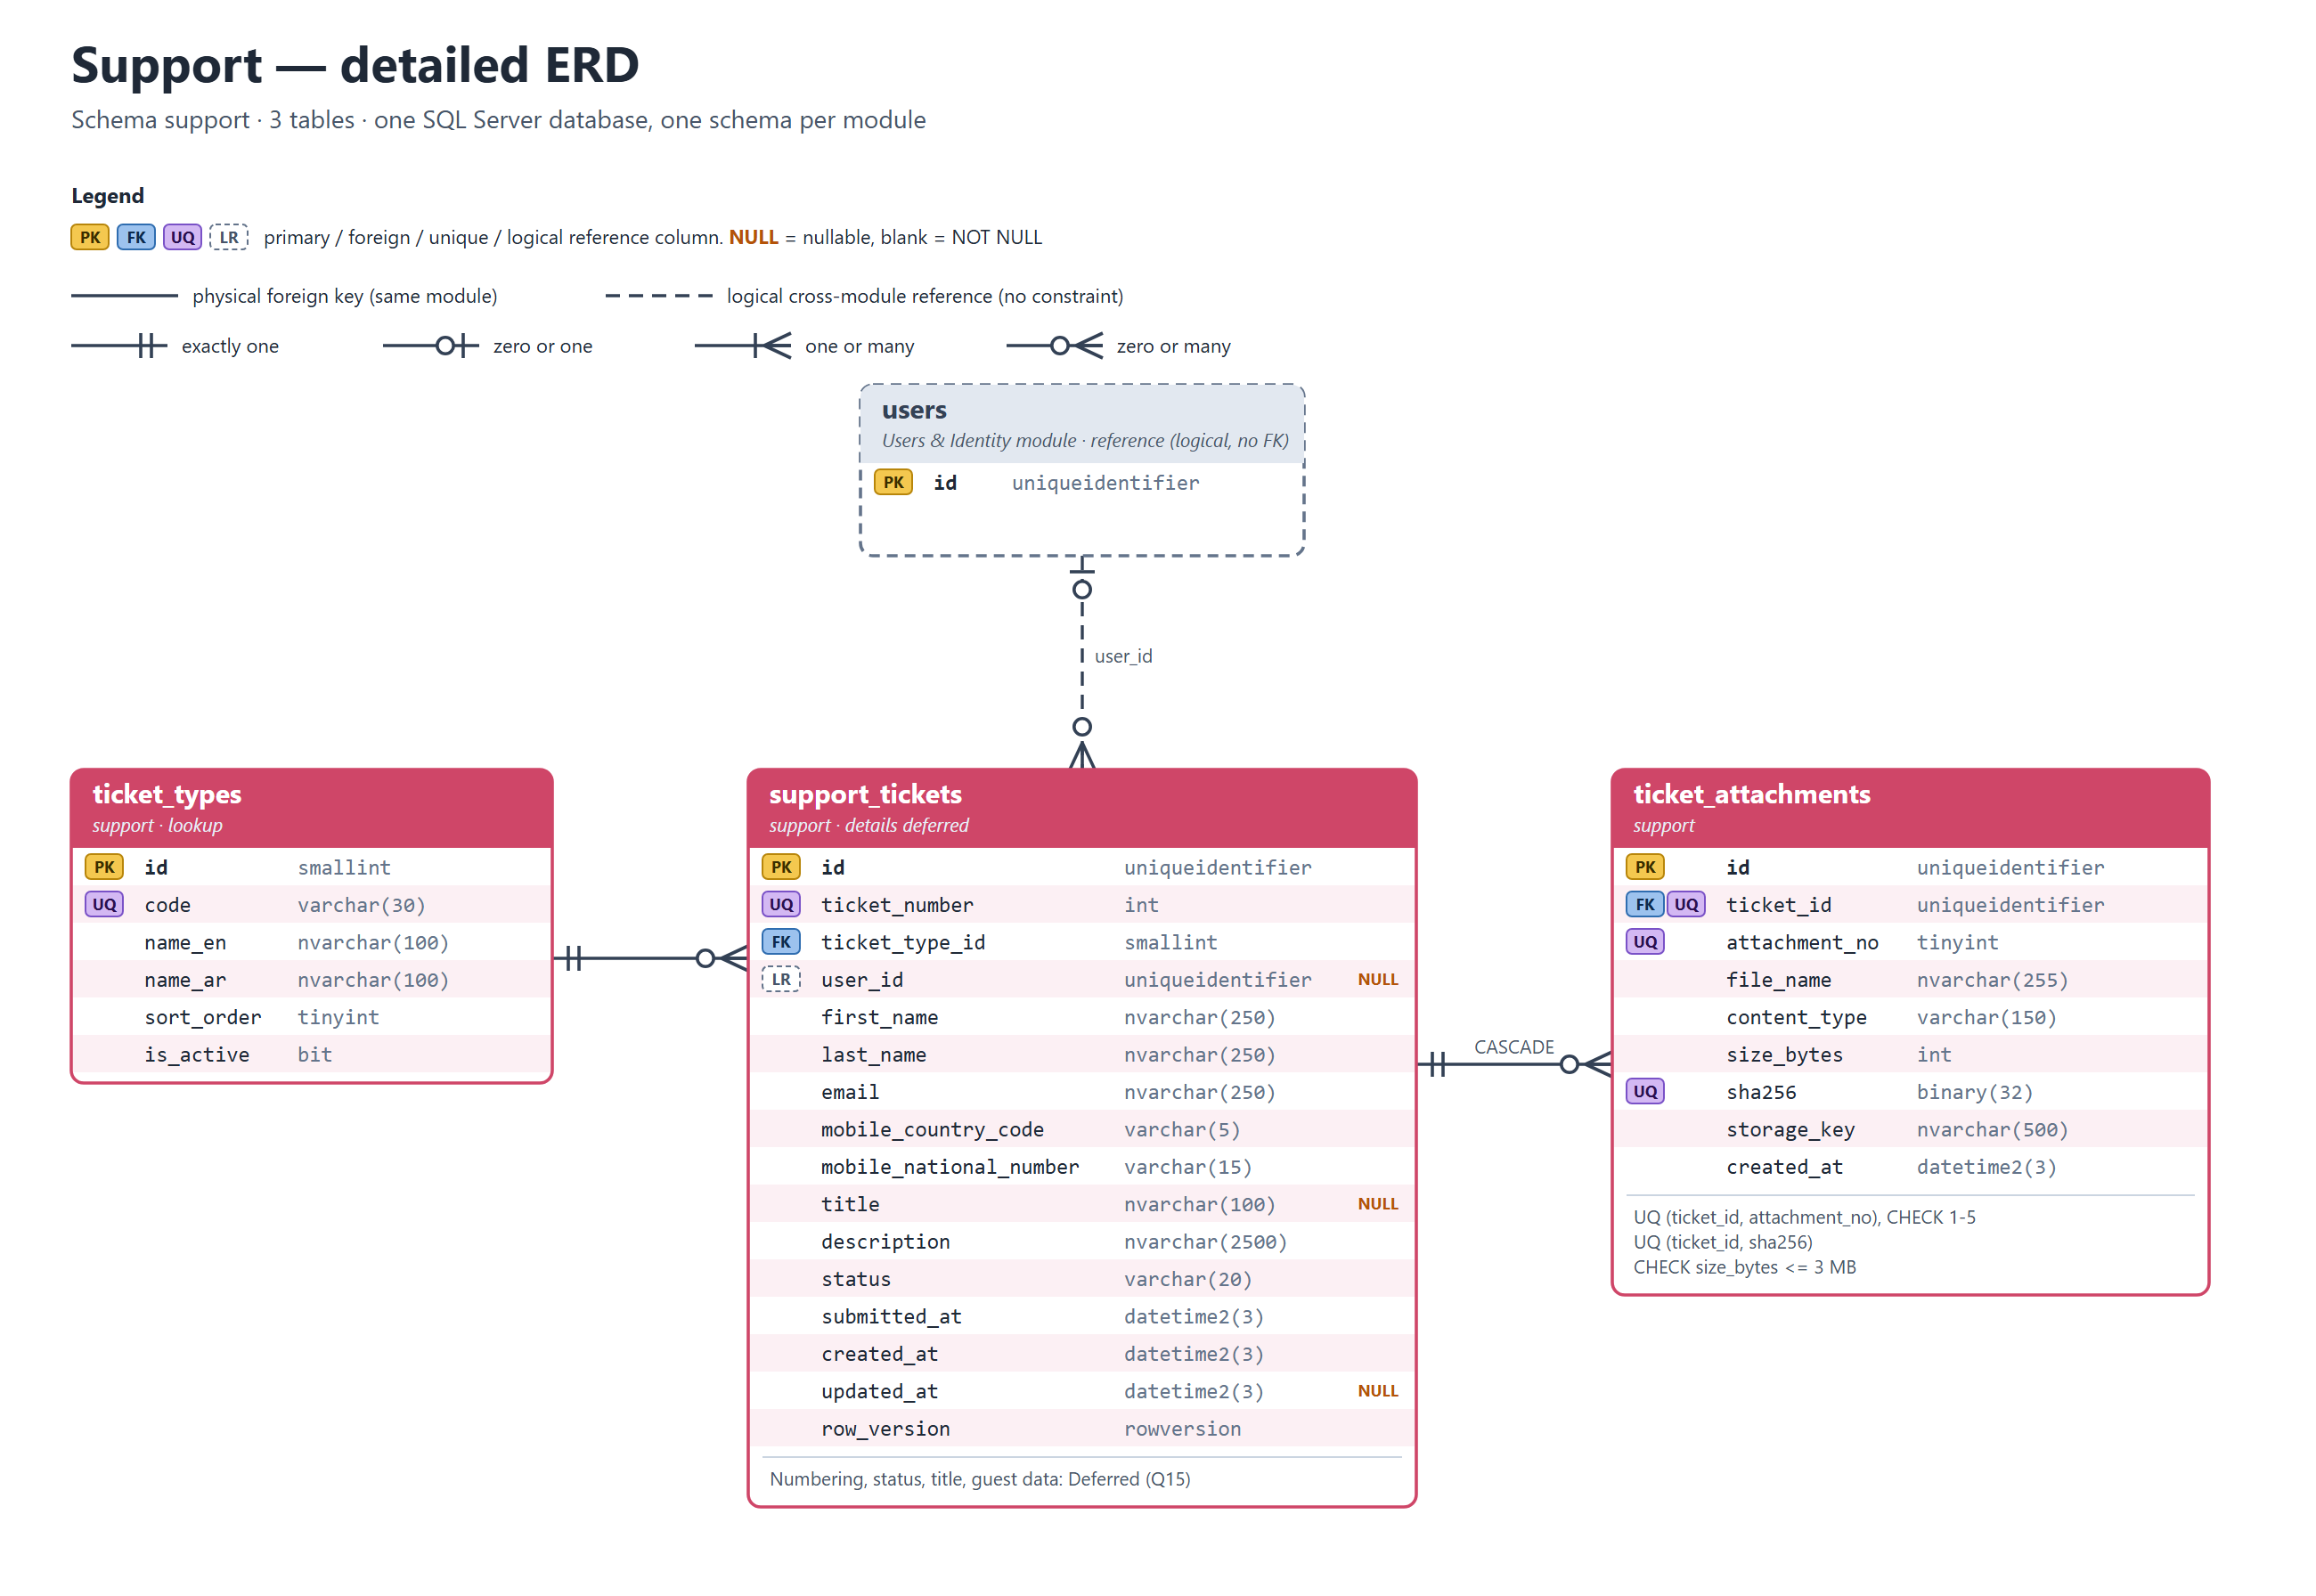 Support — detailed ERD
Schema support · 3 tables · one SQL Server database, one schema per module
Legend
PK FK UQ LR primary / foreign / unique / logical reference column. NULL = nullable, blank = NOT NULL
physical foreign key (same module) logical cross-module reference (no constraint)
exactly one zero or one one or many zero or many
users
Users & Identity module · reference (logical, no FK)
PK id uniqueidentifier
user_id
ticket_types
support · lookup
PK id smallint
UQ code varchar(30)
name_en nvarchar(100)
name_ar nvarchar(100)
sort_order tinyint
is_active bit
support_tickets
support · details deferred
PK id uniqueidentifier
UQ ticket_number int
FK ticket_type_id smallint
LR user_id uniqueidentifier NULL
first_name nvarchar(250)
last_name nvarchar(250)
email nvarchar(250)
mobile_country_code varchar(5)
mobile_national_number varchar(15)
title nvarchar(100) NULL
description nvarchar(2500)
status varchar(20)
submitted_at datetime2(3)
created_at datetime2(3)
updated_at datetime2(3) NULL
row_version rowversion
Numbering, status, title, guest data: Deferred (Q15)
CASCADE
ticket_attachments
support
PK id uniqueidentifier
FK UQ ticket_id uniqueidentifier
UQ attachment_no tinyint
file_name nvarchar(255)
content_type varchar(150)
size_bytes int
UQ sha256 binary(32)
storage_key nvarchar(500)
created_at datetime2(3)
UQ (ticket_id, attachment_no), CHECK 1-5
UQ (ticket_id, sha256)
CHECK size_bytes <= 3 MB